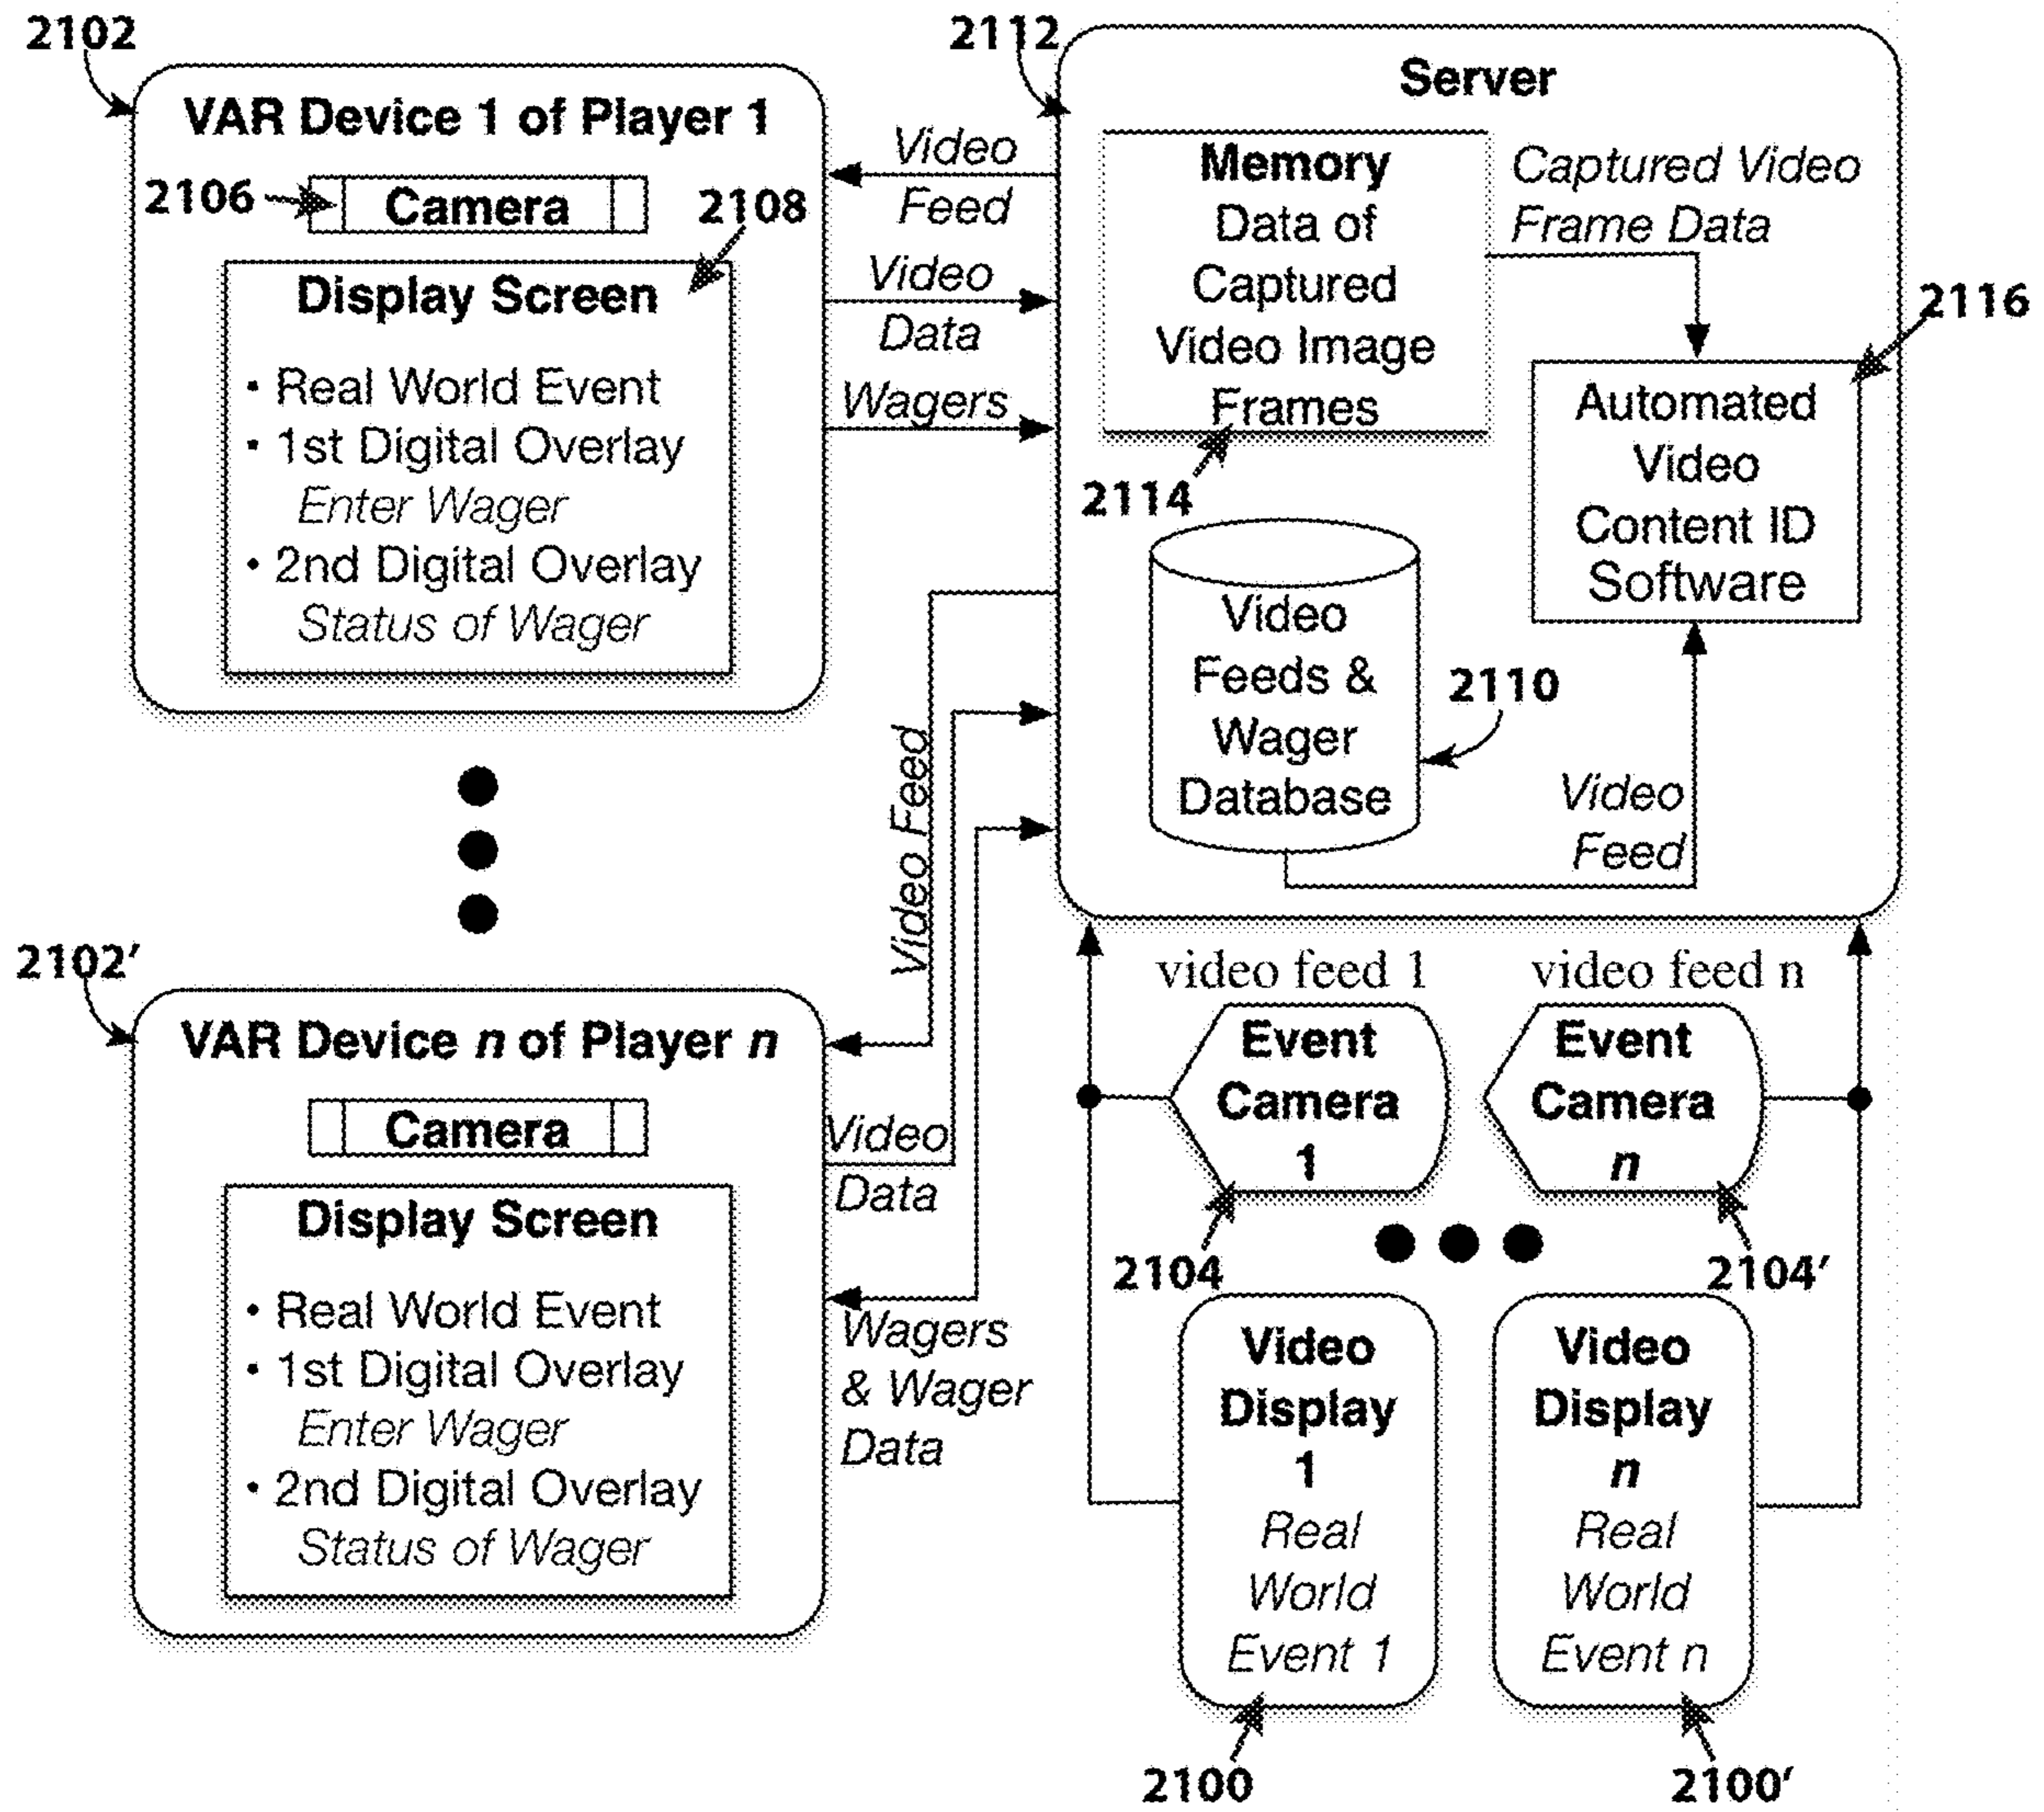 2102
VAR Device 1 of Player 1
2106
Camera
2108
Display Screen
• Real World Event
• 1st Digital Overlay
Enter Wager
• 2nd Digital Overlay
Status of Wager
Video
Feed
Video
Data
Wagers
2112
Server
Memory
Data of
Captured
Video Image
Frames
2114
Captured Video
Frame Data
2116
Automated
Video
Content ID
Software
Video
Feeds &
Wager
Database
2110
Video
Feed
2102'
VAR Device n of Player n
Camera
Display Screen
• Real World Event
• 1st Digital Overlay
Enter Wager
• 2nd Digital Overlay
Status of Wager
Video Feed
Video
Data
Wagers
& Wager
Data
video feed 1
video feed n
Event
Camera
1
Event
Camera
n
2104
2104'
Video
Display
1
Real
World
Event 1
Video
Display
n
Real
World
Event n
2100
2100'